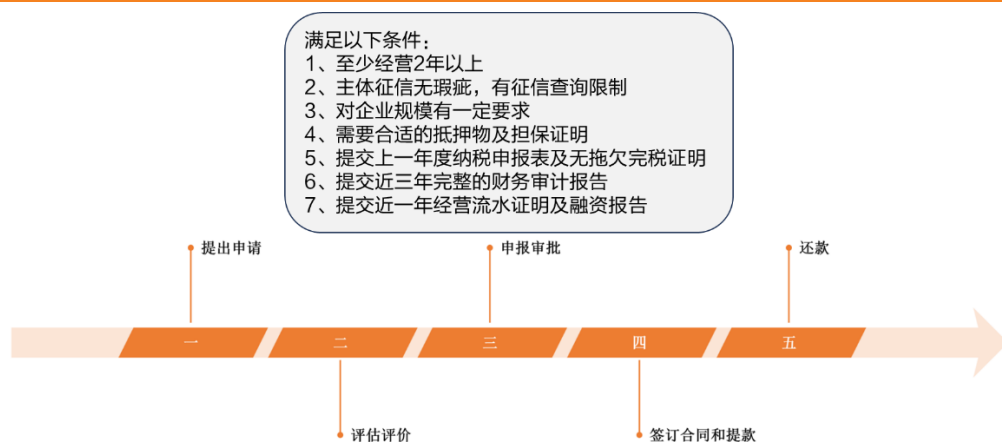 满足以下条件：
1、至少经营2年以上
2、主体征信无瑕疵，有征信查询限制
3、对企业规模有一定要求
4、需要合适的抵押物及担保证明
5、提交上一年度纳税申报表及无拖欠完税证明
6、提交近三年完整的财务审计报告
7、提交近一年经营流水证明及融资报告
提出申请
申报审批
还款
一
二
三
四
五
评估评价
签订合同和提款